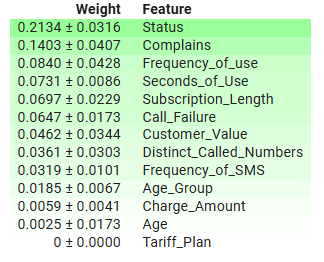 Weight Feature
0.2134 ± 0.0316 Status
0.1403 ± 0.0407 Complains
0.0840 ± 0.0428 Frequency_of_use
0.0731 ± 0.0086 Seconds_of_Use
0.0697 ± 0.0229 Subscription_Length
0.0647 ± 0.0173 Call_Failure
0.0462 ± 0.0344 Customer_Value
0.0361 ± 0.0303 Distinct_Called_Numbers
0.0319 ± 0.0101 Frequency_of_SMS
0.0185 ± 0.0067 Age_Group
0.0059 ± 0.0041 Charge_Amount
0.0025 ± 0.0173 Age
0 ± 0.0000 Tariff_Plan